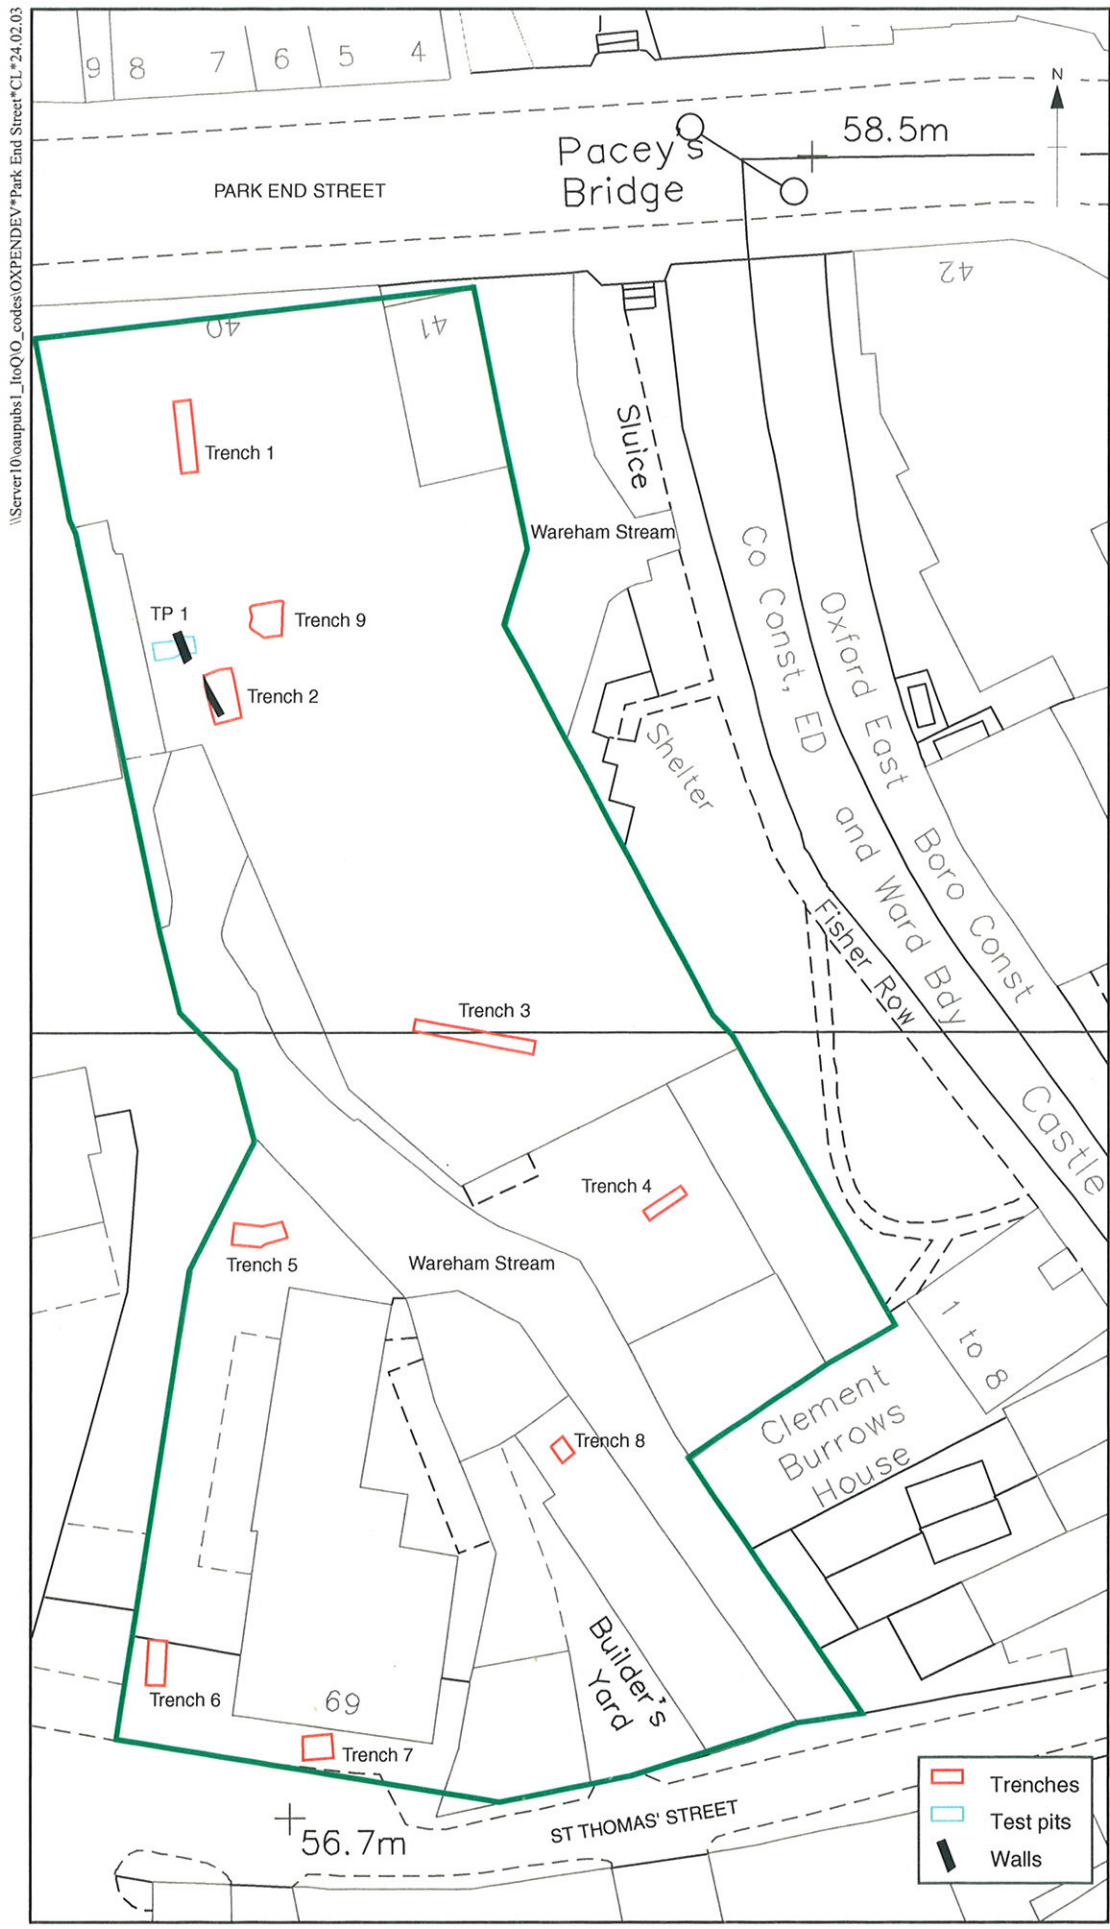 \\Server10\oaupubs1_ItoQ\O_codes\OXPENDEV*Park End Street*CL*24.02.03
9
8
7
6
5
4
N
58.5m
Pacey's
Bridge
PARK END STREET
42
40
41
Sluice
Trench 1
Wareham Stream
Co Const, ED and Ward Bdy
Oxford East Boro Const
TP 1
Trench 9
Trench 2
Shelter
Fisher Row
Trench 3
Castle
Trench 4
Trench 5
Wareham Stream
1 to 8
Clement
Burrows
House
Trench 8
Builder's
Yard
Trench 6
69
Trench 7
ST THOMAS' STREET
56.7m
Trenches
Test pits
Walls